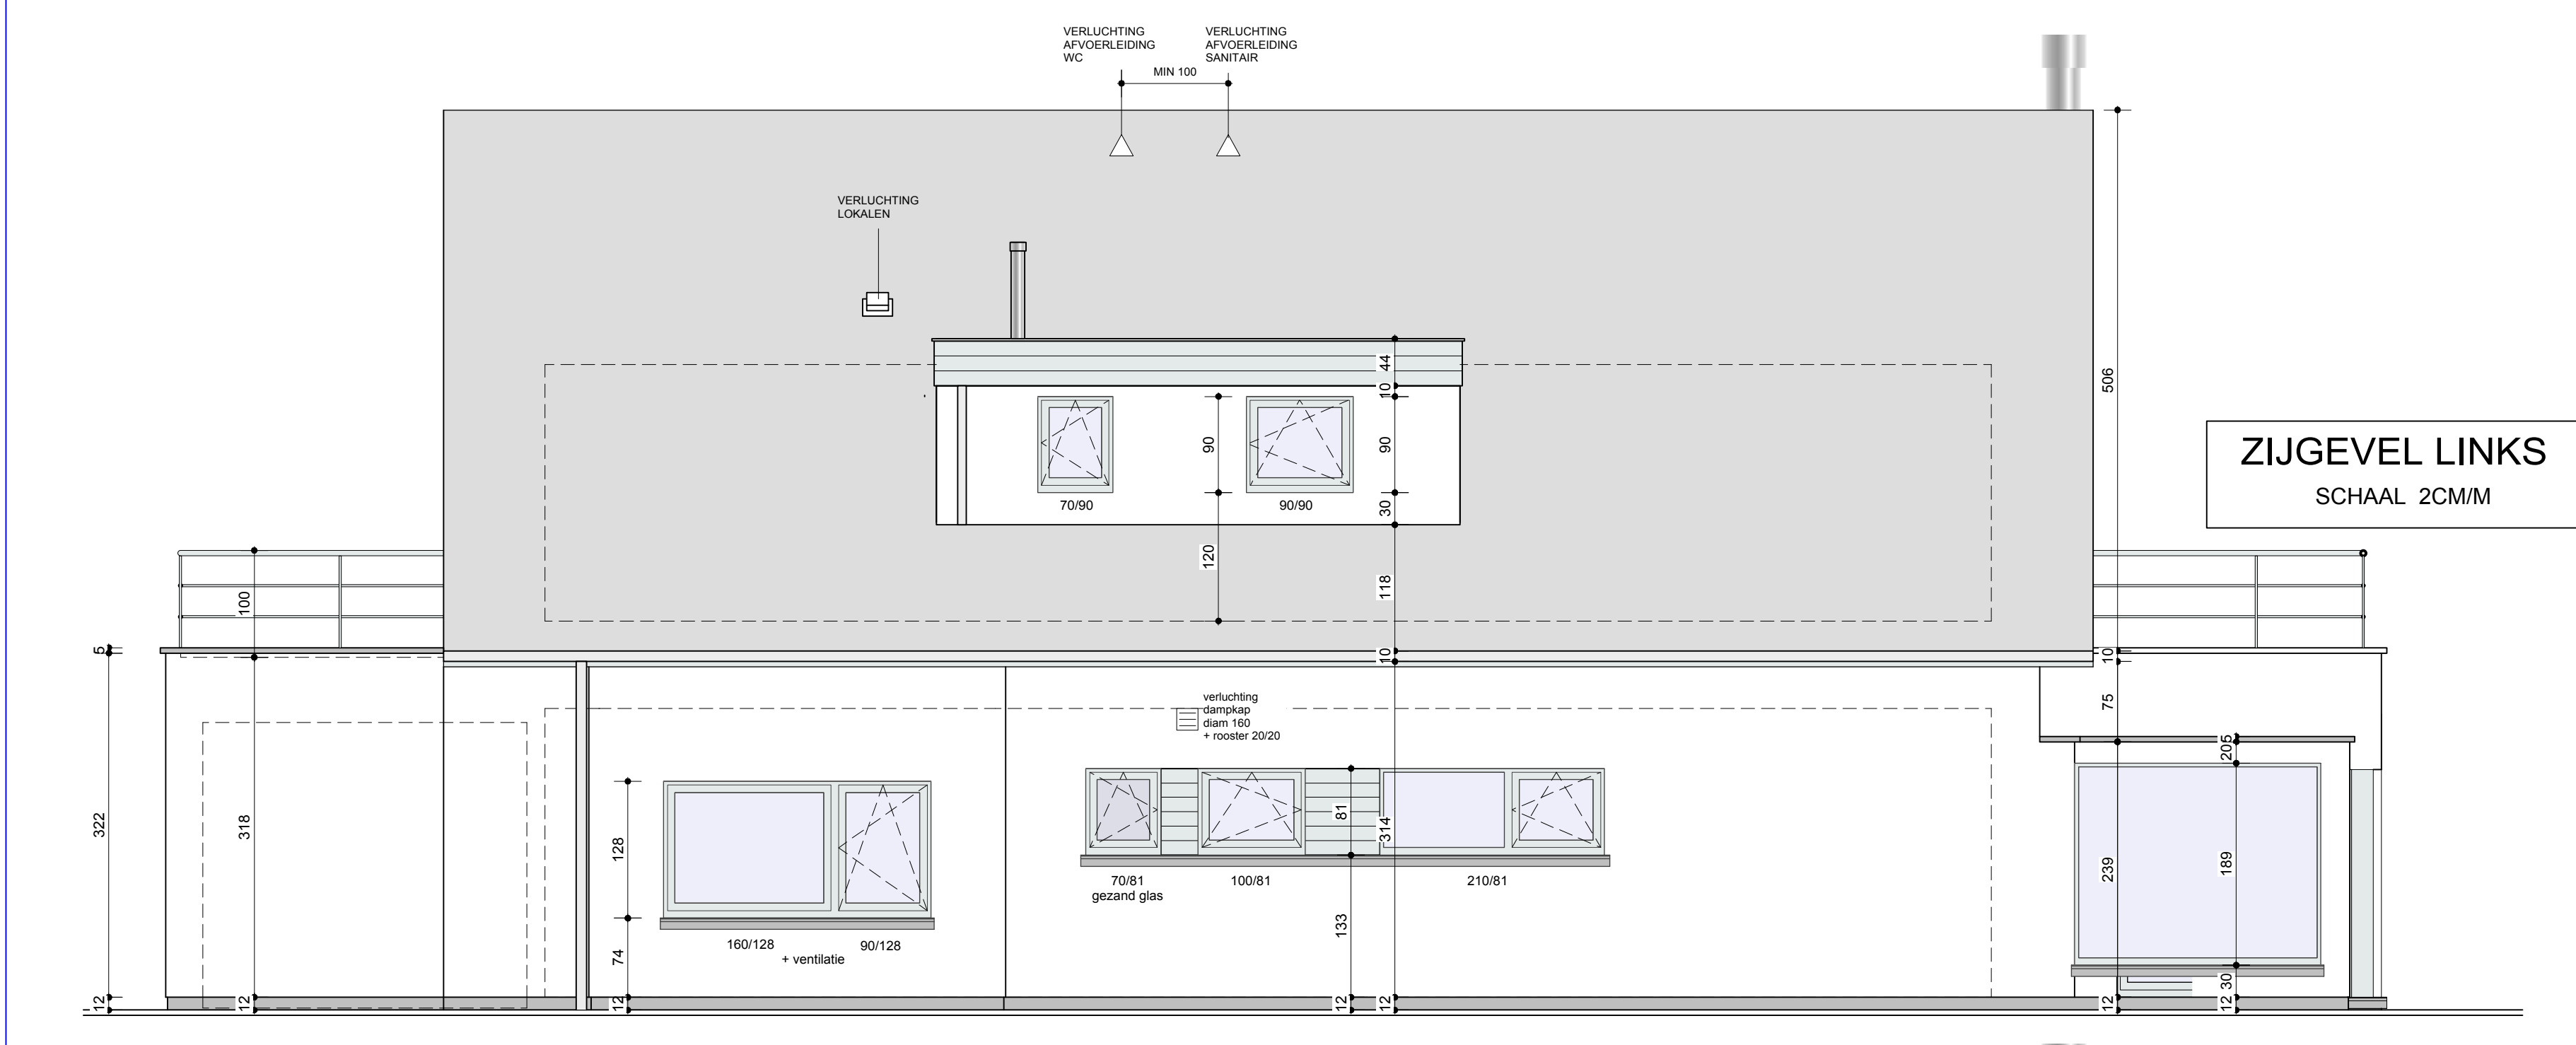 VERLUCHTING
AFVOERLEIDING
WC
VERLUCHTING
AFVOERLEIDING
SANITAIR
MIN 100
VERLUCHTING
LOKALEN
44
10
90
90
30
70/90
90/90
120
118
10
506
ZIJGEVEL LINKS
SCHAAL 2CM/M
100
5
322
12
318
12
128
74
12
160/128
90/128
+ ventilatie
verluchting
dampkap
diam 160
+ rooster 20/20
81
314
70/81
gezand glas
100/81
210/81
133
12
12
10
75
239
12
205
189
30
12